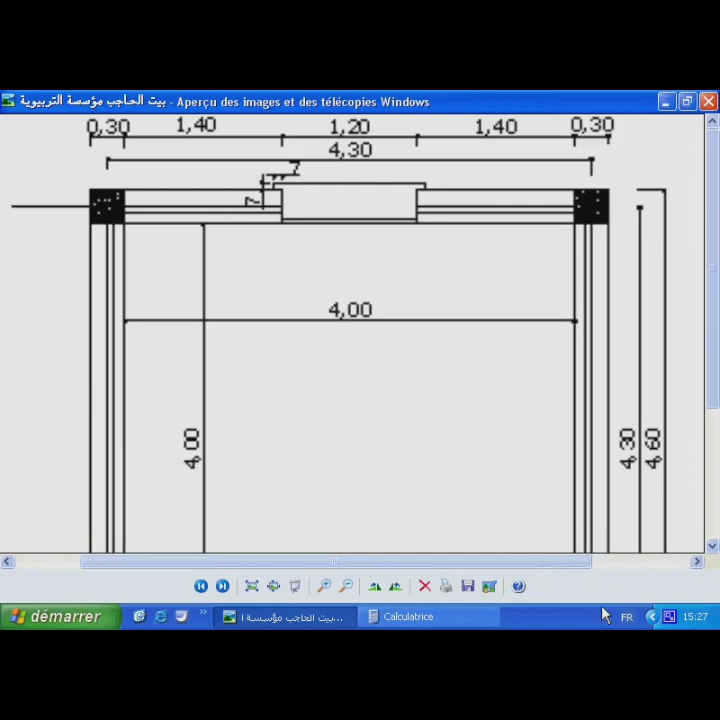 بيت الحاجب مؤسسة التربيوية - Aperçu des images et des télécopies Windows
0,30 1,40 1,20 1,40 0,30
4,30
7
7
4,00
4,00
4,30
4,60
démarrer
بيت الحاجب مؤسسة ا...
Calculatrice
FR
15:27